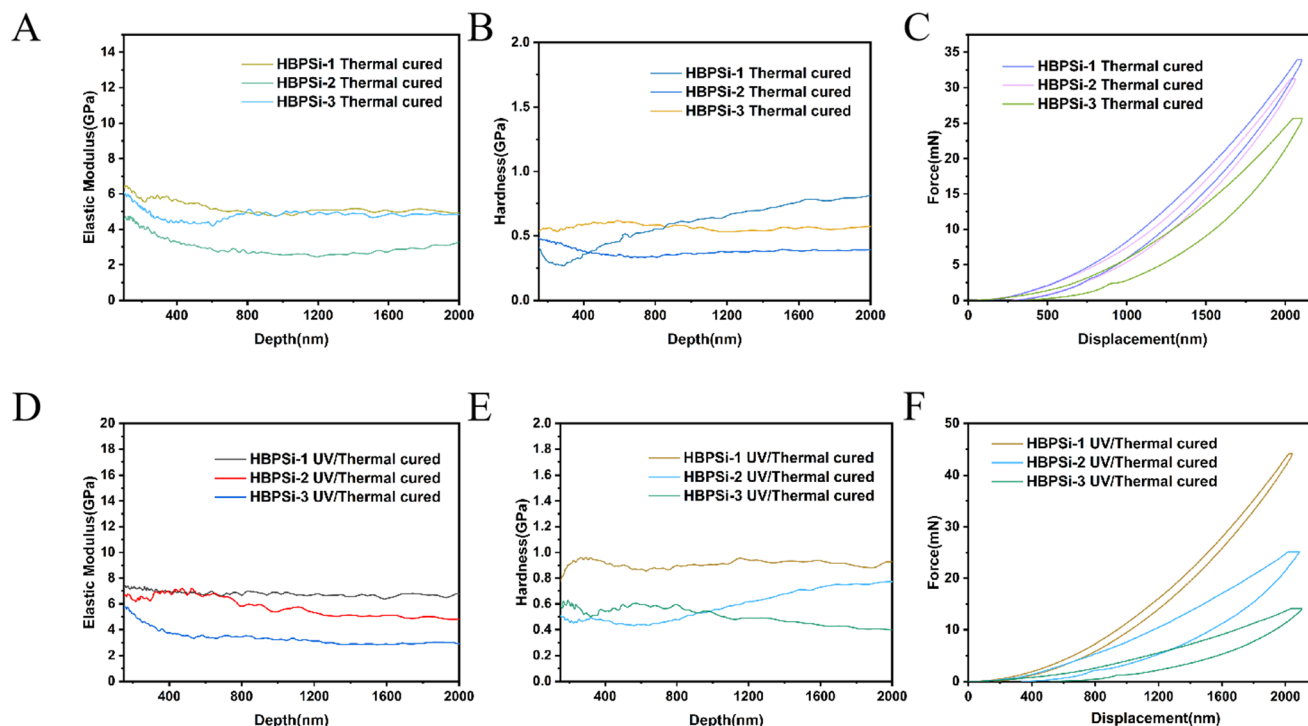 A
Elastic Modulus(GPa)
14
12
10
8
6
4
2
0
HBPSi-1 Thermal cured
HBPSi-2 Thermal cured
HBPSi-3 Thermal cured
400
800
1200
1600
2000
Depth(nm)
B
Hardness(GPa)
2.0
1.5
1.0
0.5
0.0
HBPSi-1 Thermal cured
HBPSi-2 Thermal cured
HBPSi-3 Thermal cured
400
800
1200
1600
2000
Depth(nm)
C
Force(mN)
35
30
25
20
15
10
5
0
HBPSi-1 Thermal cured
HBPSi-2 Thermal cured
HBPSi-3 Thermal cured
0
500
1000
1500
2000
Displacement(nm)
D
Elastic Modulus(GPa)
20
18
16
14
12
10
8
6
4
2
0
HBPSi-1 UV/Thermal cured
HBPSi-2 UV/Thermal cured
HBPSi-3 UV/Thermal cured
400
800
1200
1600
2000
Depth(nm)
E
Hardness(GPa)
2.0
1.8
1.6
1.4
1.2
1.0
0.8
0.6
0.4
0.2
0.0
HBPSi-1 UV/Thermal cured
HBPSi-2 UV/Thermal cured
HBPSi-3 UV/Thermal cured
400
800
1200
1600
2000
Depth(nm)
F
Force(mN)
50
40
30
20
10
0
HBPSi-1 UV/Thermal cured
HBPSi-2 UV/Thermal cured
HBPSi-3 UV/Thermal cured
0
400
800
1200
1600
2000
Displacement(nm)